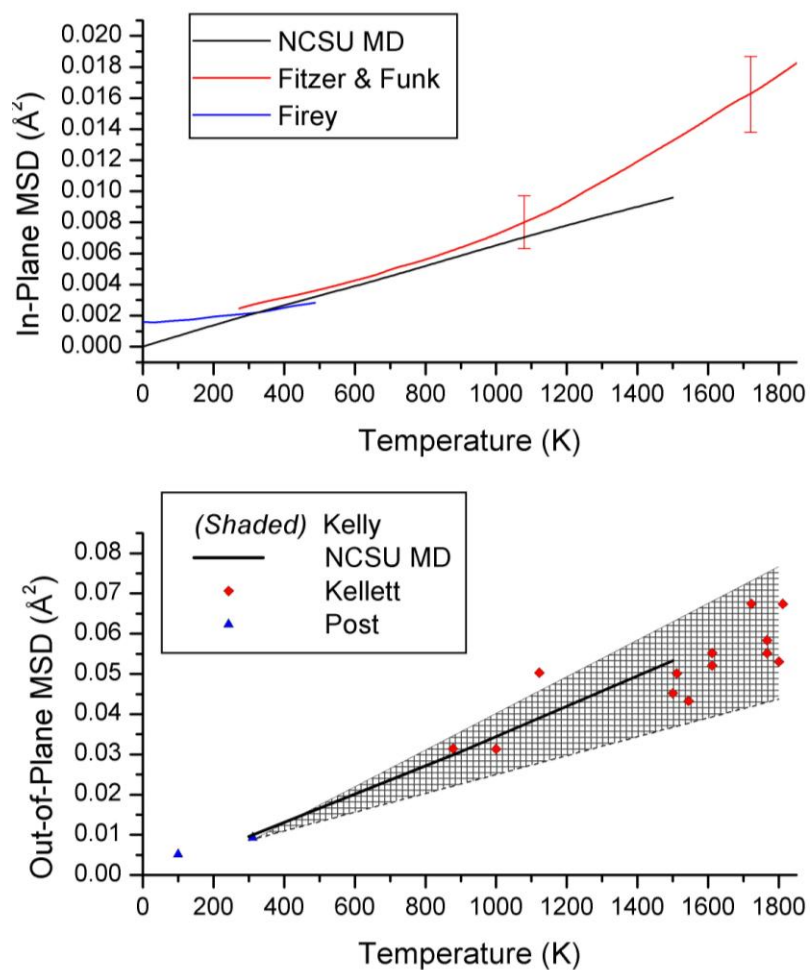 NCSU MD
Fitzer & Funk
Firey
In-Plane MSD (Å²)
0.020
0.018
0.016
0.014
0.012
0.010
0.008
0.006
0.004
0.002
0.000
0 200 400 600 800 1000 1200 1400 1600 1800
Temperature (K)
(Shaded) Kelly
NCSU MD
Kellett
Post
Out-of-Plane MSD (Å²)
0.08
0.07
0.06
0.05
0.04
0.03
0.02
0.01
0.00
0 200 400 600 800 1000 1200 1400 1600 1800
Temperature (K)